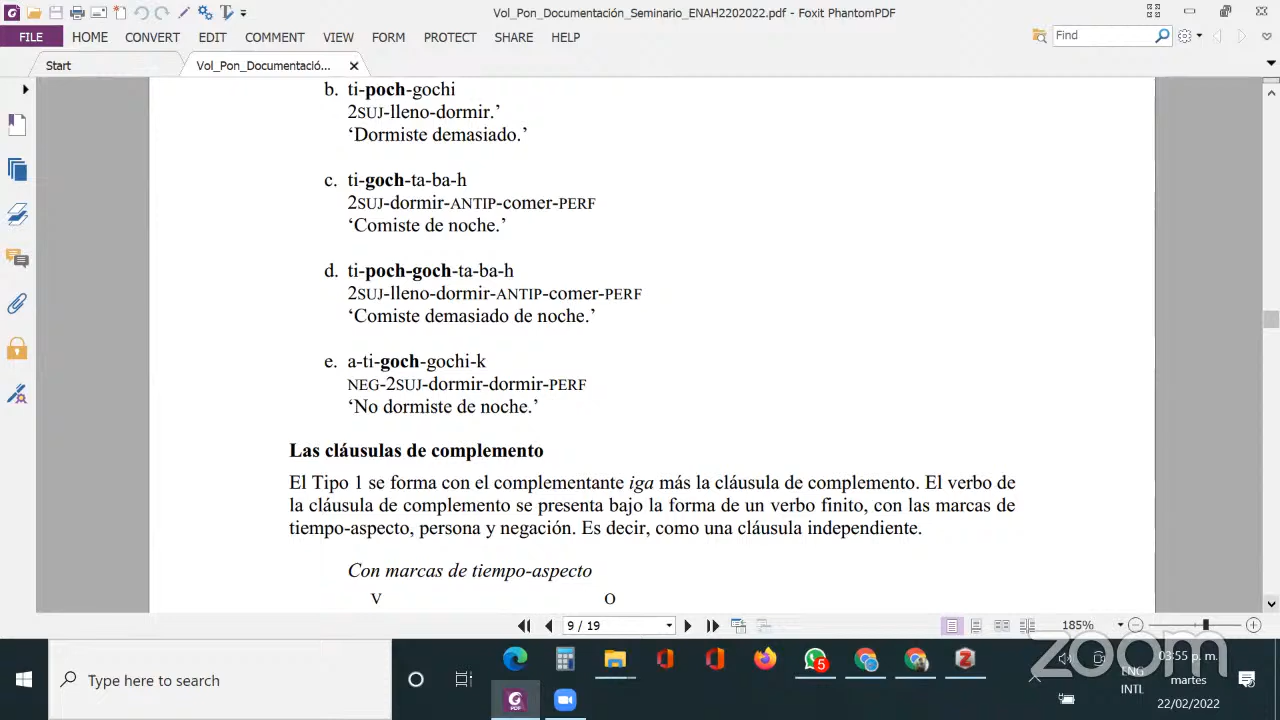 Vol_Pon_Documentación_Seminario_ENAH2202022.pdf - Foxit PhantomPDF
FILE HOME CONVERT EDIT COMMENT VIEW FORM PROTECT SHARE HELP
Find
Start
Vol_Pon_Documentació...
b. ti-poch-gochi
2SUJ-lleno-dormir.’
‘Dormiste demasiado.’
c. ti-goch-ta-ba-h
2SUJ-dormir-ANTIP-comer-PERF
‘Comiste de noche.’
d. ti-poch-goch-ta-ba-h
2SUJ-lleno-dormir-ANTIP-comer-PERF
‘Comiste demasiado de noche.’
e. a-ti-goch-gochi-k
NEG-2SUJ-dormir-dormir-PERF
‘No dormiste de noche.’
Las cláusulas de complemento
El Tipo 1 se forma con el complementante iga más la cláusula de complemento. El verbo de
la cláusula de complemento se presenta bajo la forma de un verbo finito, con las marcas de
tiempo-aspecto, persona y negación. Es decir, como una cláusula independiente.
Con marcas de tiempo-aspecto
V O
9 / 19
185%
zoom
Type here to search
5
ENG
INTL
03:55 p. m.
martes
22/02/2022